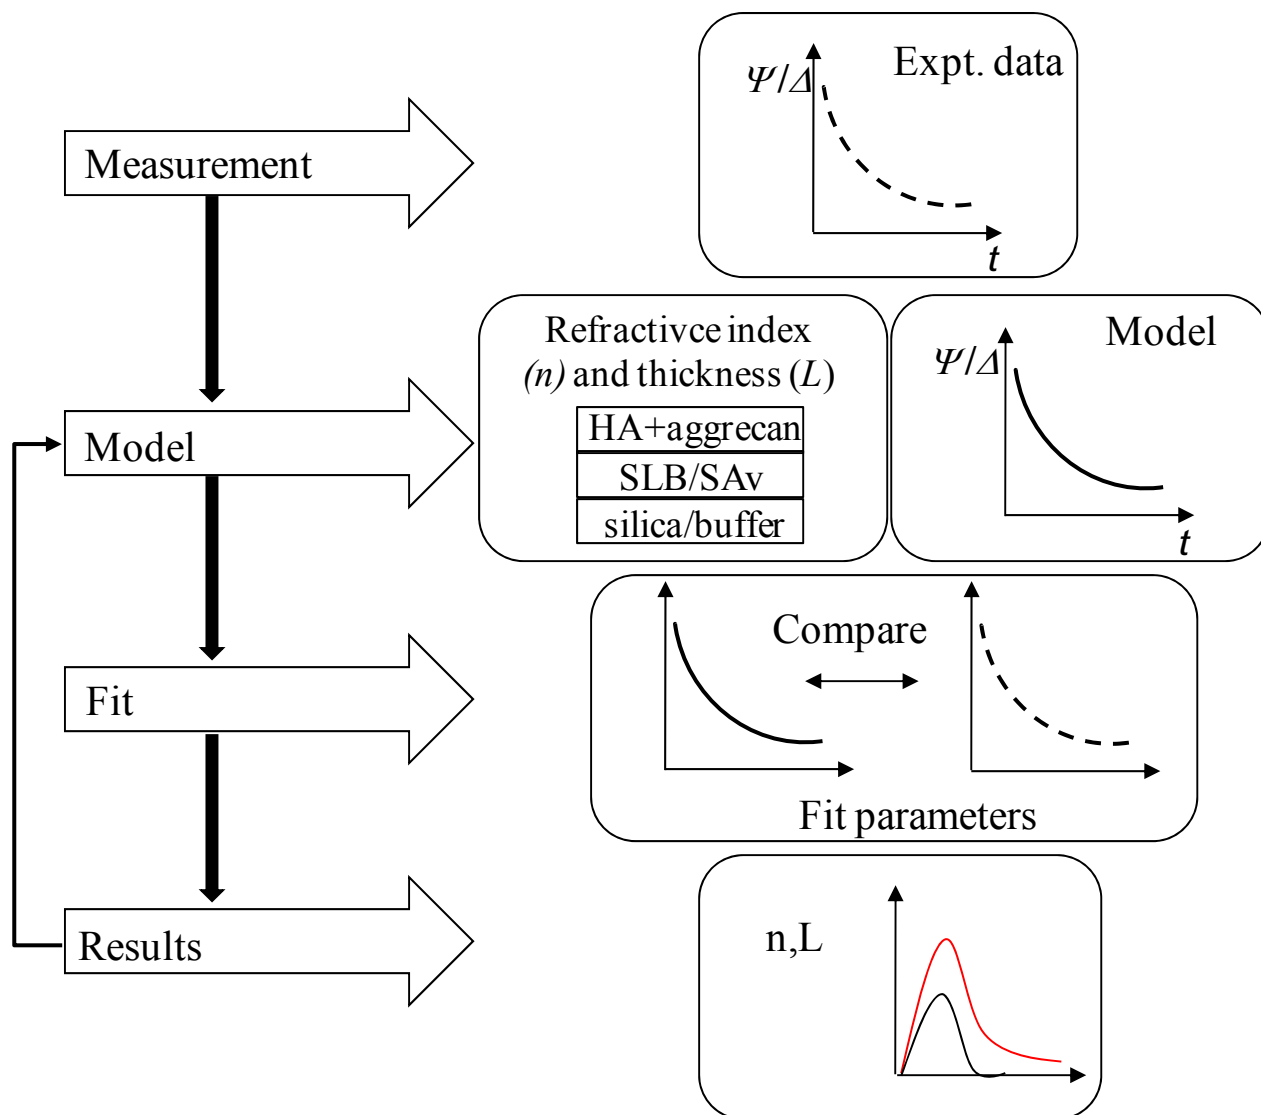 Measurement
Expt. data
Ψ/Δ
t
Model
Refractivce index
(n) and thickness (L)
HA+aggrecan
SLB/SAv
silica/buffer
Model
Ψ/Δ
t
Fit
Compare
Fit parameters
Results
n,L